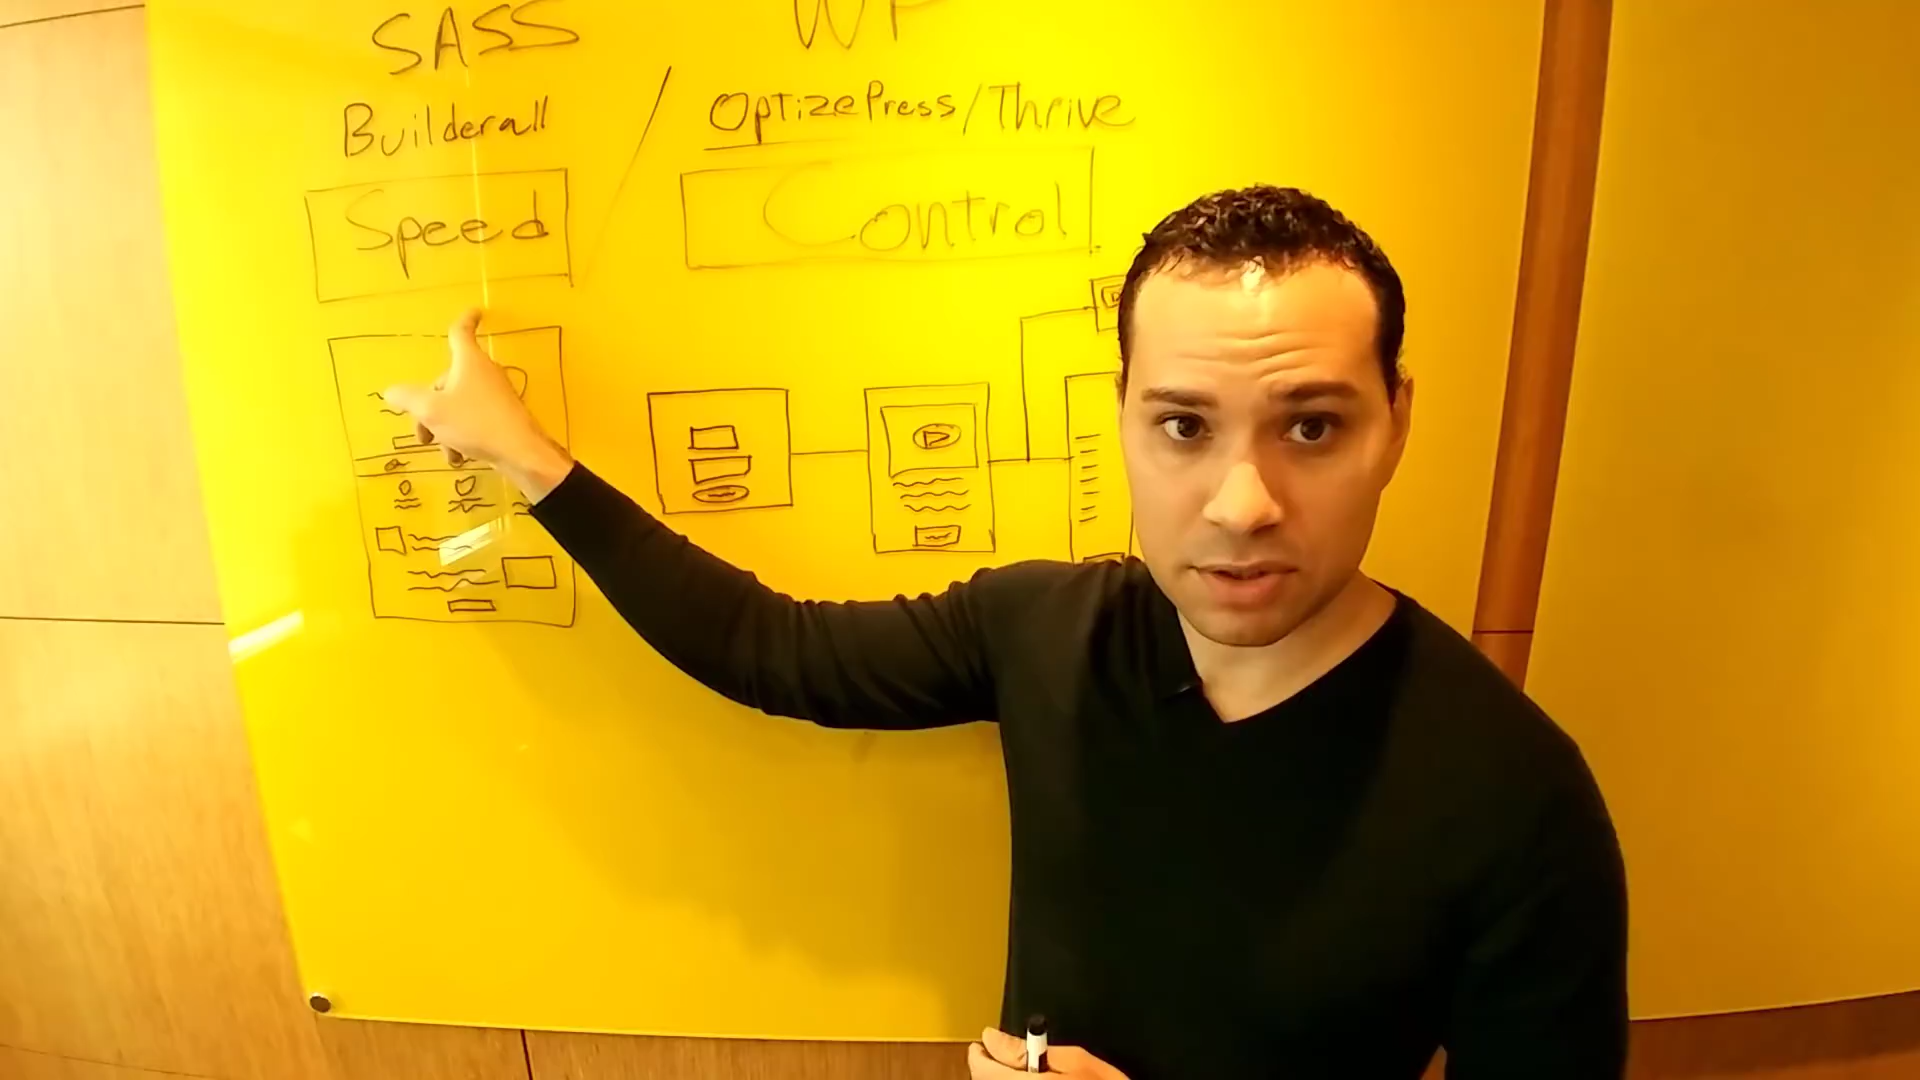 SASS
WP
Builderall / OptizePress/Thrive
Speed
Control